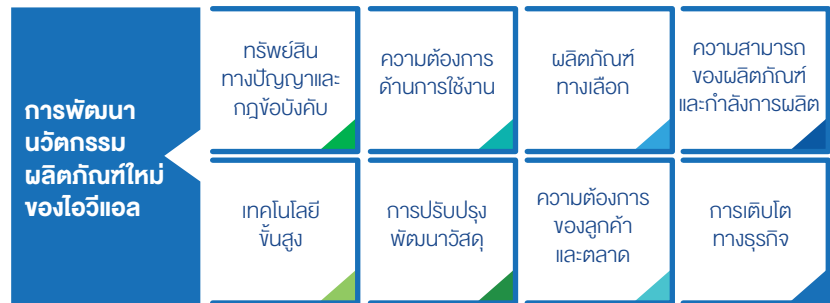 การพัฒนา
นวัตกรรม
ผลิตภัณฑ์ใหม่
ของไอวีแอล
ทรัพย์สิน
ทางปัญญาและ
กฎข้อบังคับ
ความต้องการ
ด้านการใช้งาน
ผลิตภัณฑ์
ทางเลือก
ความสามารถ
ของผลิตภัณฑ์
และกำลังการผลิต
เทคโนโลยี
ขั้นสูง
การปรับปรุง
พัฒนาวัสดุ
ความต้องการ
ของลูกค้า
และตลาด
การเติบโต
ทางธุรกิจ